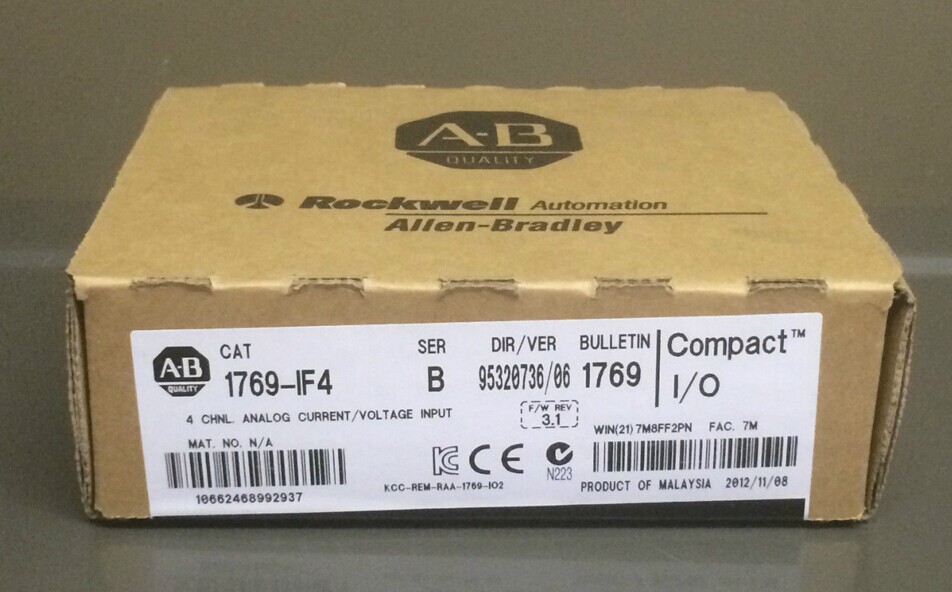 A-B
QUALITY
Rockwell Automation
Allen-Bradley
A-B
QUALITY
CAT
1769-IF4
SER
B
DIR/VER
95320736/06
BULLETIN
1769
Compact™
I/O
4 CHNL. ANALOG CURRENT/VOLTAGE INPUT
F/W REV
3.1
MAT. NO. N/A
10662468992937
KCC-REM-RAA-1769-IO2
N223
WIN(21) 7M8FF2PN FAC. 7M
PRODUCT OF MALAYSIA 2012/11/08